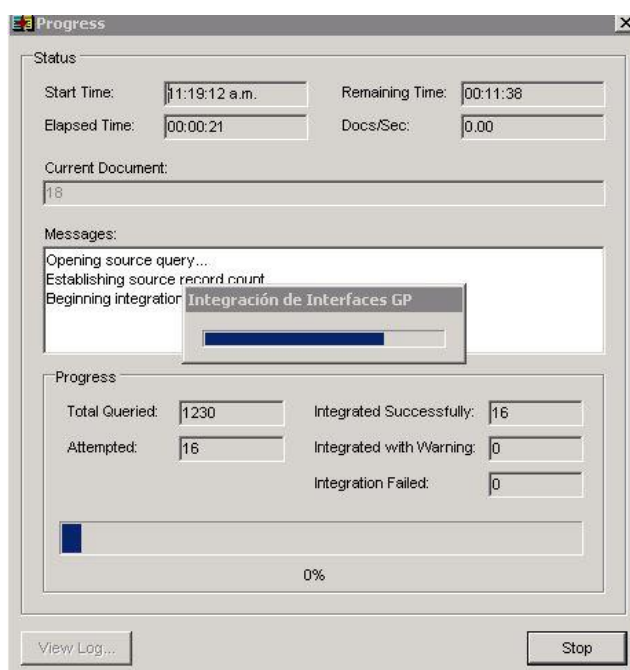 Progress
Status
Start Time: 11:19:12 a.m. Remaining Time: 00:11:38
Elapsed Time: 00:00:21 Docs/Sec: 0.00
Current Document:
18
Messages:
Opening source query...
Establishing source record count
Beginning integration
Integración de Interfaces GP
Progress
Total Queried: 1230 Integrated Successfully: 16
Attempted: 16 Integrated with Warning: 0
Integration Failed: 0
0%
View Log... Stop